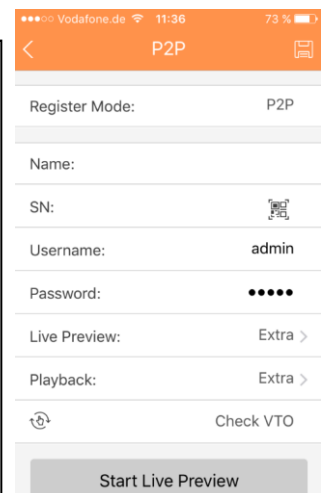 Vodafone.de 11:36 73 %
P2P
Register Mode: P2P
Name:
SN:
Username: admin
Password: •••••
Live Preview: Extra
Playback: Extra
Check VTO
Start Live Preview